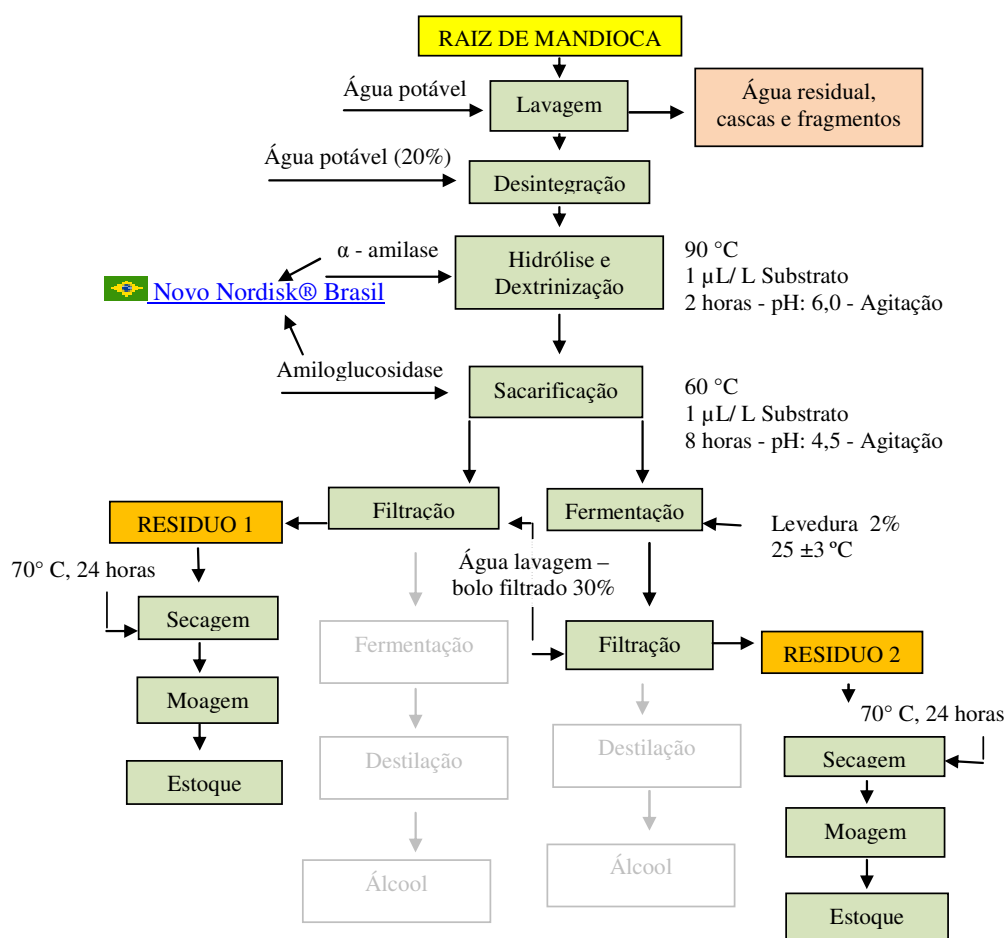 RAIZ DE MANDIOCA
Água potável
Lavagem
Água residual,
cascas e fragmentos
Água potável (20%)
Desintegração
α - amilase
Hidrólise e
Dextrinização
90 °C
1 µL/ L Substrato
2 horas - pH: 6,0 - Agitação
Novo Nordisk® Brasil
Amiloglucosidase
Sacarificação
60 °C
1 µL/ L Substrato
8 horas - pH: 4,5 - Agitação
RESIDUO 1
Filtração
Fermentação
Levedura 2%
25 ±3 ºC
70° C, 24 horas
Água lavagem –
bolo filtrado 30%
Secagem
Fermentação
Filtração
RESIDUO 2
Moagem
70° C, 24 horas
Destilação
Destilação
Secagem
Estoque
Moagem
Álcool
Álcool
Estoque